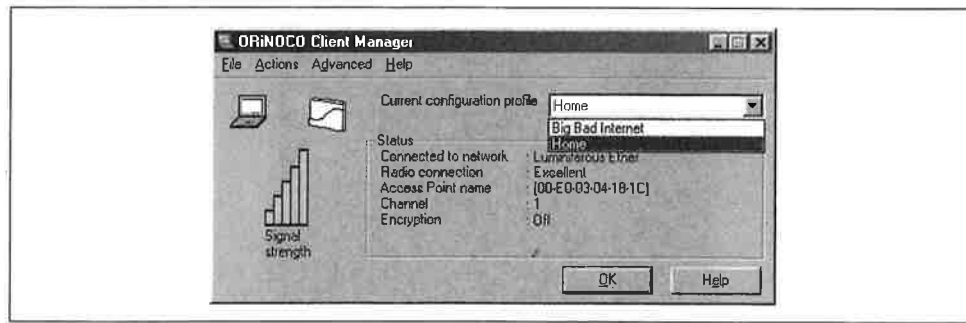 ORiNOCO Client Manager
File Actions Advanced Help
Current configuration profile Home
Big Bad Internet
Home
Status
Connected to network : Luminiferous Ether
Radio connection : Excellent
Access Point name : [00-E0-03-04-18-1C]
Channel : 1
Encryption : Off
Signal
strength
OK Help